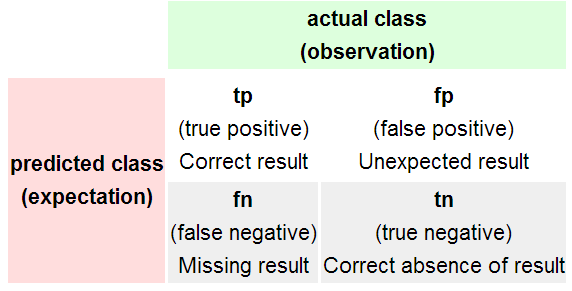 actual class
(observation)
predicted class
(expectation)
tp
(true positive)
Correct result
fp
(false positive)
Unexpected result
fn
(false negative)
Missing result
tn
(true negative)
Correct absence of result